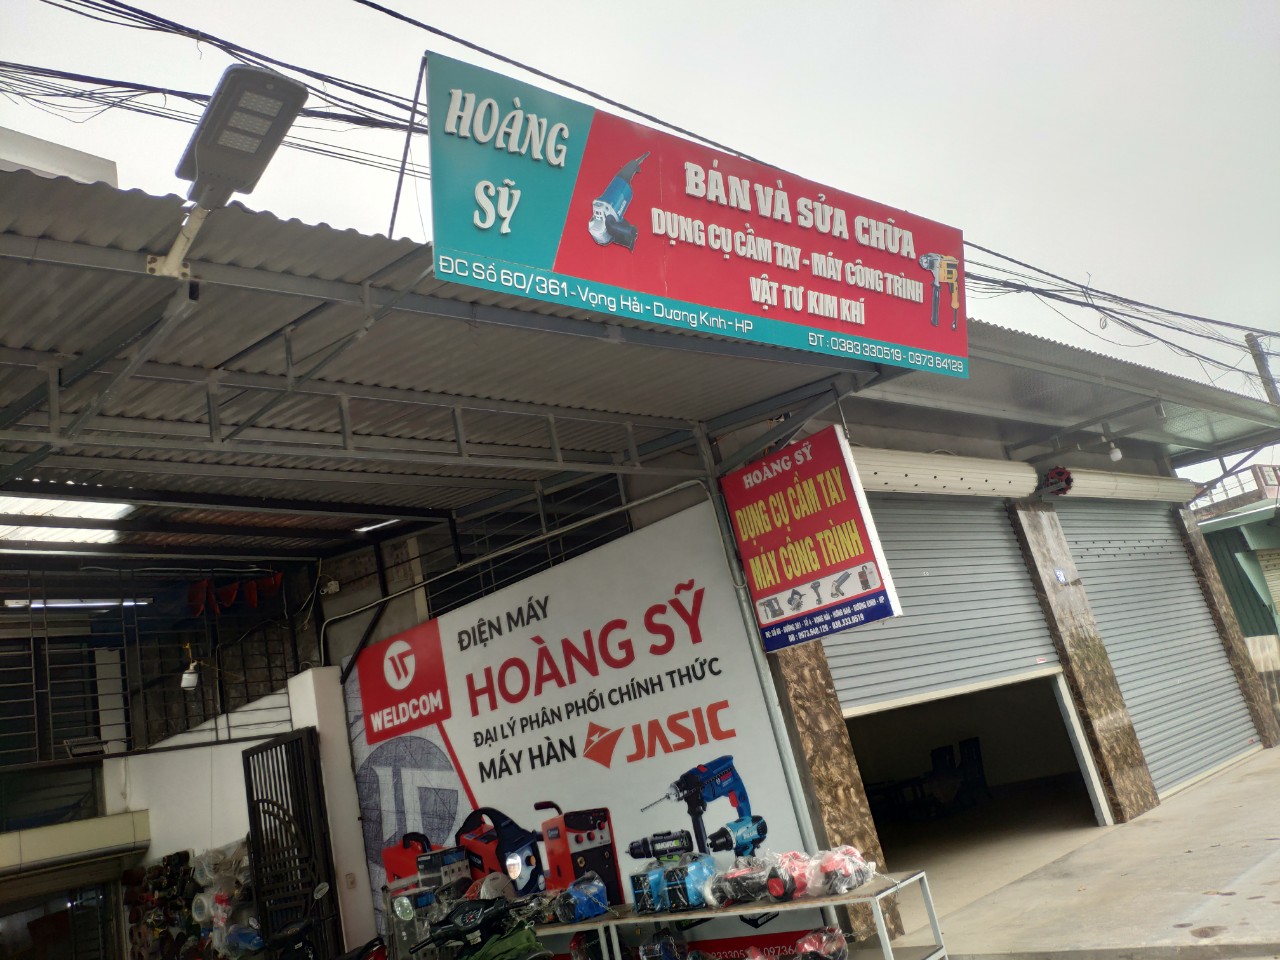 HOÀNG
SỸ
BÁN VÀ SỬA CHỮA
DỤNG CỤ CẦM TAY - MÁY CÔNG TRÌNH
VẬT TƯ KIM KHÍ
ĐC Số 60/361 - Vọng Hải - Dương Kinh - HP
ĐT : 0383 330519 - 0973 64129
HOÀNG SỸ
DỤNG CỤ CẦM TAY
MÁY CÔNG TRÌNH
WELDCOM
ĐIỆN MÁY
HOÀNG SỸ
ĐẠI LÝ PHÂN PHỐI CHÍNH THỨC
MÁY HÀN JASIC